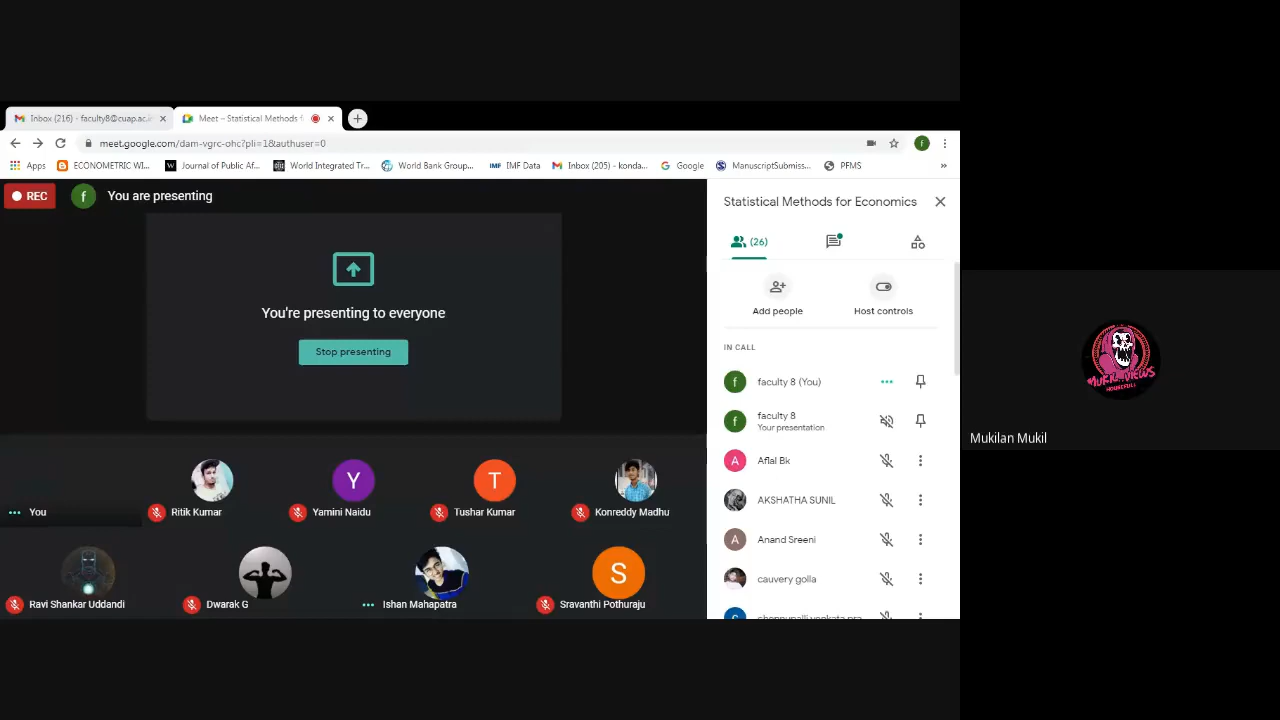 Inbox (216) - faculty8@cuap.ac.in
Meet – Statistical Methods f
meet.google.com/dam-vgrc-ohc?pli=1&authuser=0
f
Apps
ECONOMETRIC WI...
Journal of Public Af...
World Integrated Tr...
World Bank Group...
IMF
IMF Data
Inbox (205) - konda...
Google
ManuscriptSubmiss...
PFMS
»
REC
f
You are presenting
You're presenting to everyone
Stop presenting
You
Ritik Kumar
Y
Yamini Naidu
T
Tushar Kumar
Konreddy Madhu
Ravi Shankar Uddandi
Dwarak G
Ishan Mahapatra
S
Sravanthi Pothuraju
Statistical Methods for Economics
(26)
Add people
Host controls
IN CALL
f
faculty 8 (You)
f
faculty 8
Your presentation
A
Aflal Bk
AKSHATHA SUNIL
A
Anand Sreeni
cauvery golla
Mukilan Mukil